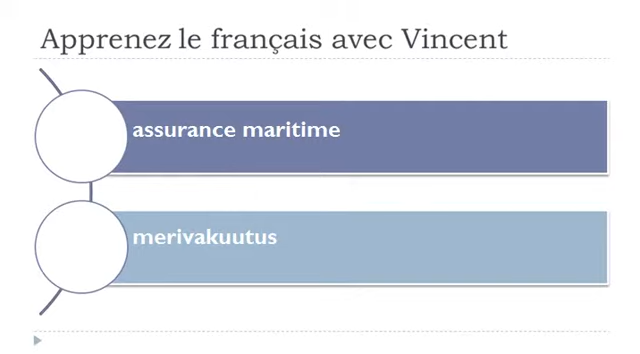 Apprenez le français avec Vincent
assurance maritime
merivakuutus